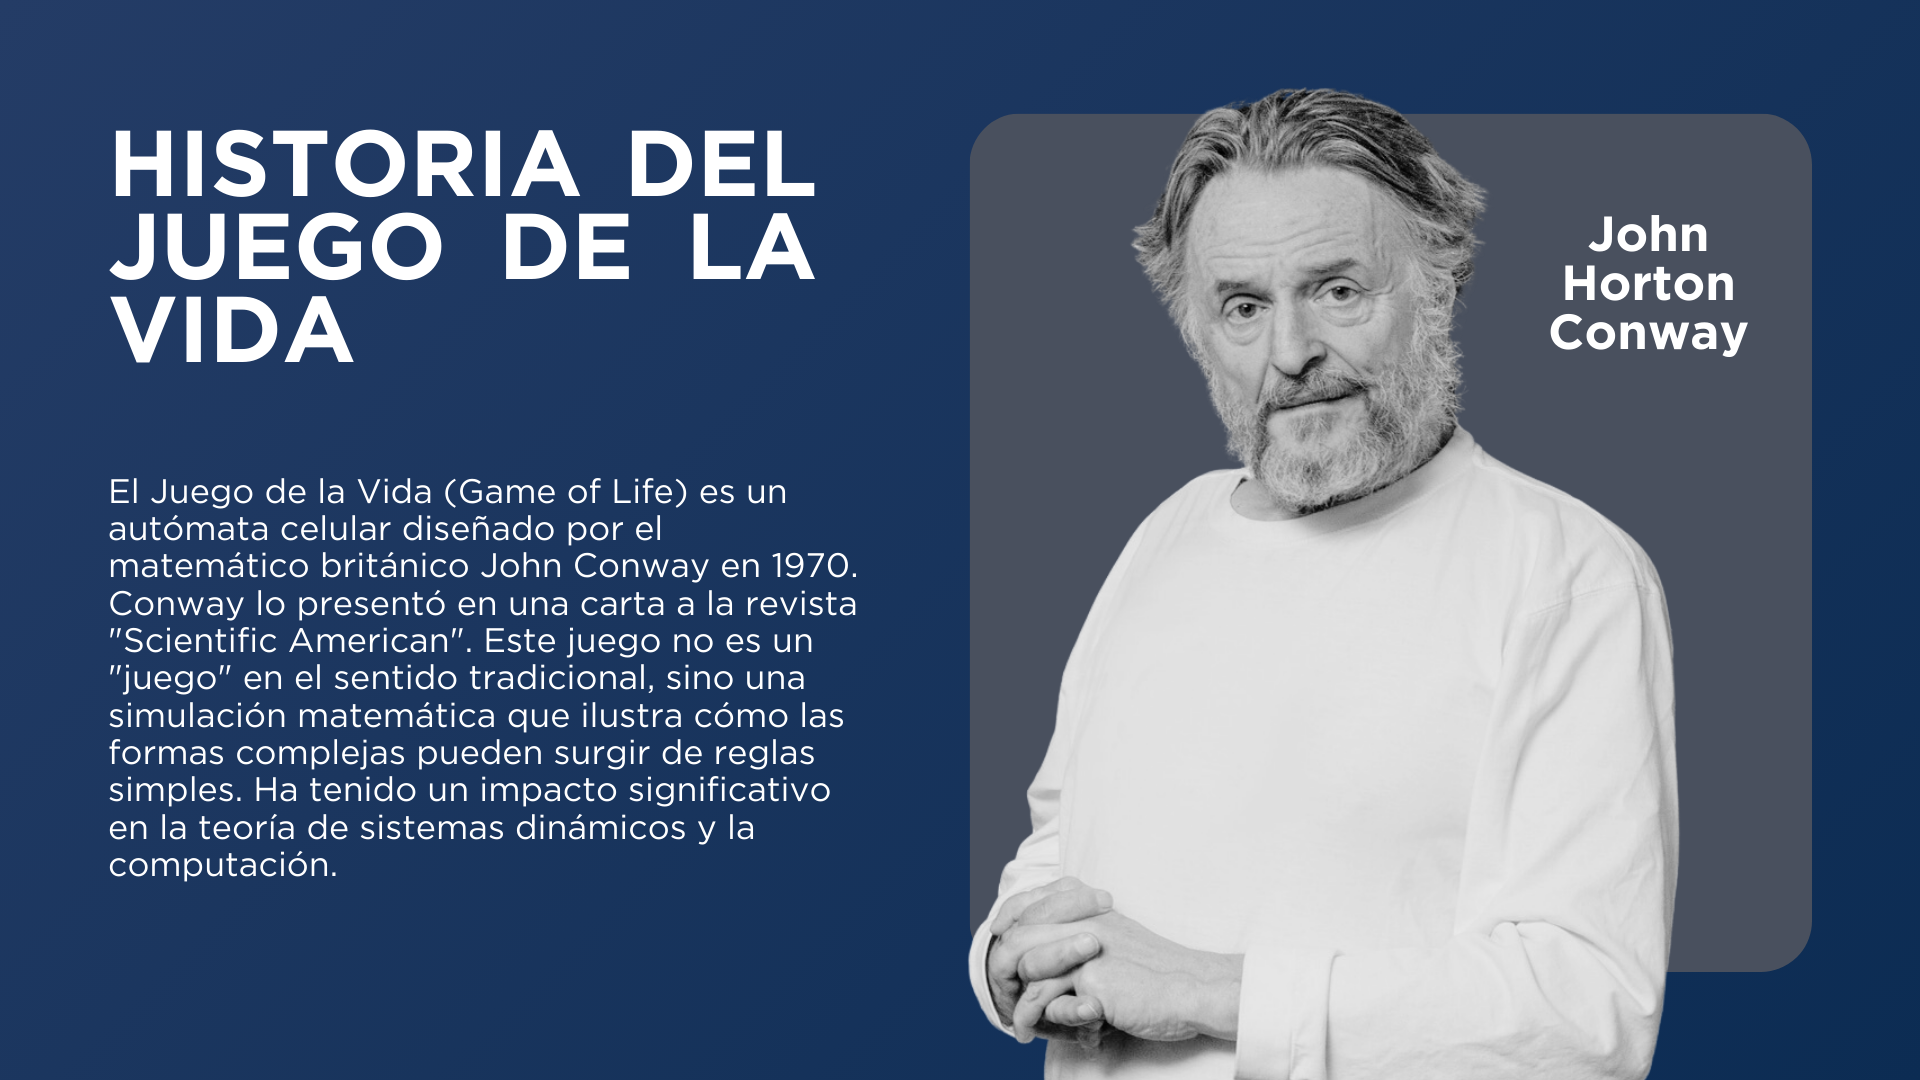 HISTORIA DEL
JUEGO DE LA
VIDA
El Juego de la Vida (Game of Life) es un
autómata celular diseñado por el
matemático británico John Conway en 1970.
Conway lo presentó en una carta a la revista
"Scientific American". Este juego no es un
"juego" en el sentido tradicional, sino una
simulación matemática que ilustra cómo las
formas complejas pueden surgir de reglas
simples. Ha tenido un impacto significativo
en la teoría de sistemas dinámicos y la
computación.
John
Horton
Conway